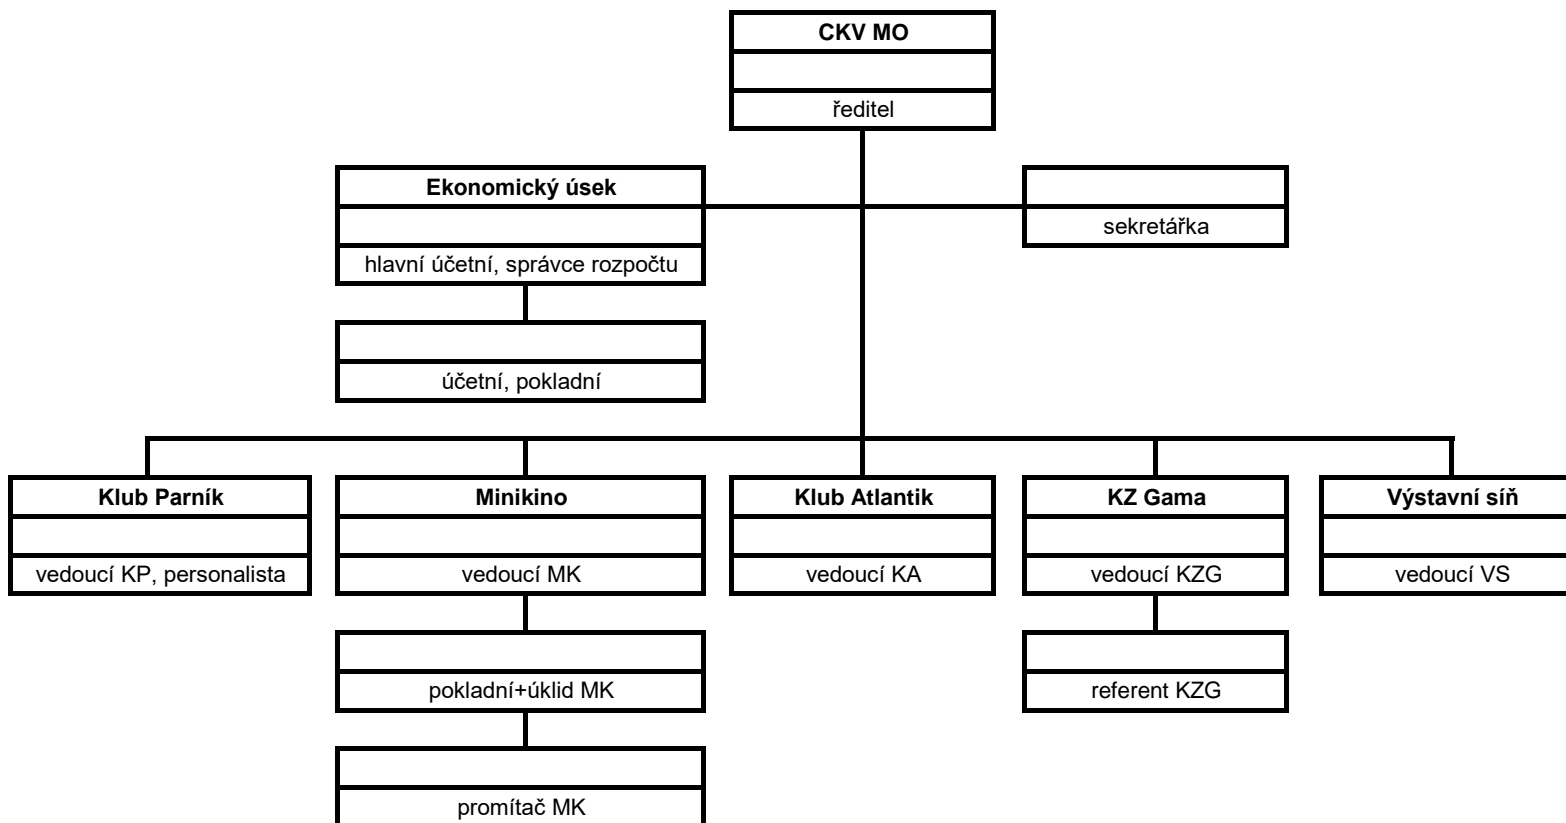 CKV MO
ředitel
Ekonomický úsek
hlavní účetní, správce rozpočtu
sekretářka
účetní, pokladní
Klub Parník
vedoucí KP, personalista
Minikino
vedoucí MK
Klub Atlantik
vedoucí KA
KZ Gama
vedoucí KZG
Výstavní síň
vedoucí VS
pokladní+úklid MK
referent KZG
promítač MK